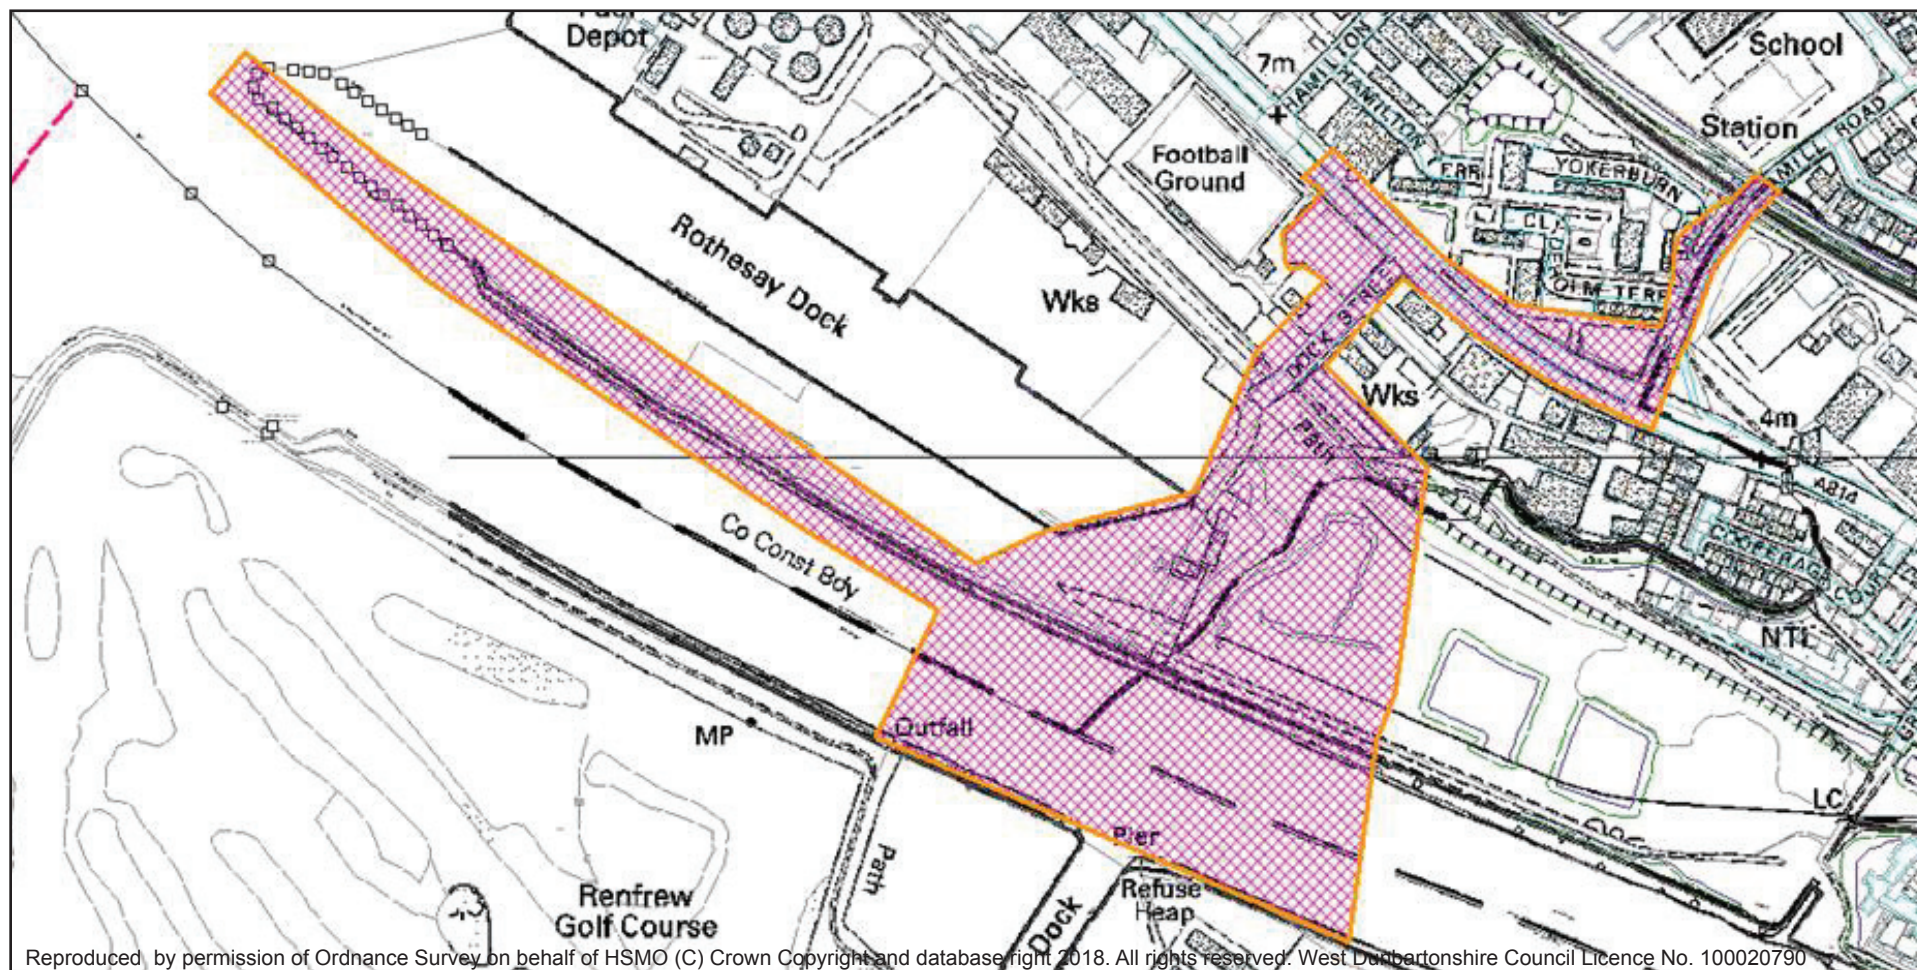 Depot
School
7m
HAMILTON
HAMILTON
ROAD
MILL
Station
Football
Ground
TERR
YOKERBURN
Rothesay Dock
Wks
DOCK STREET
Wks
4m
Path
A814
Co Const Bdy
Outfall
MP
Pier
LC
Path
Refuse
Heap
Renfrew
Golf Course
Dock
Reproduced by permission of Ordnance Survey on behalf of HSMO (C) Crown Copyright and database right 2018. All rights reserved. West Dunbartonshire Council Licence No. 100020790